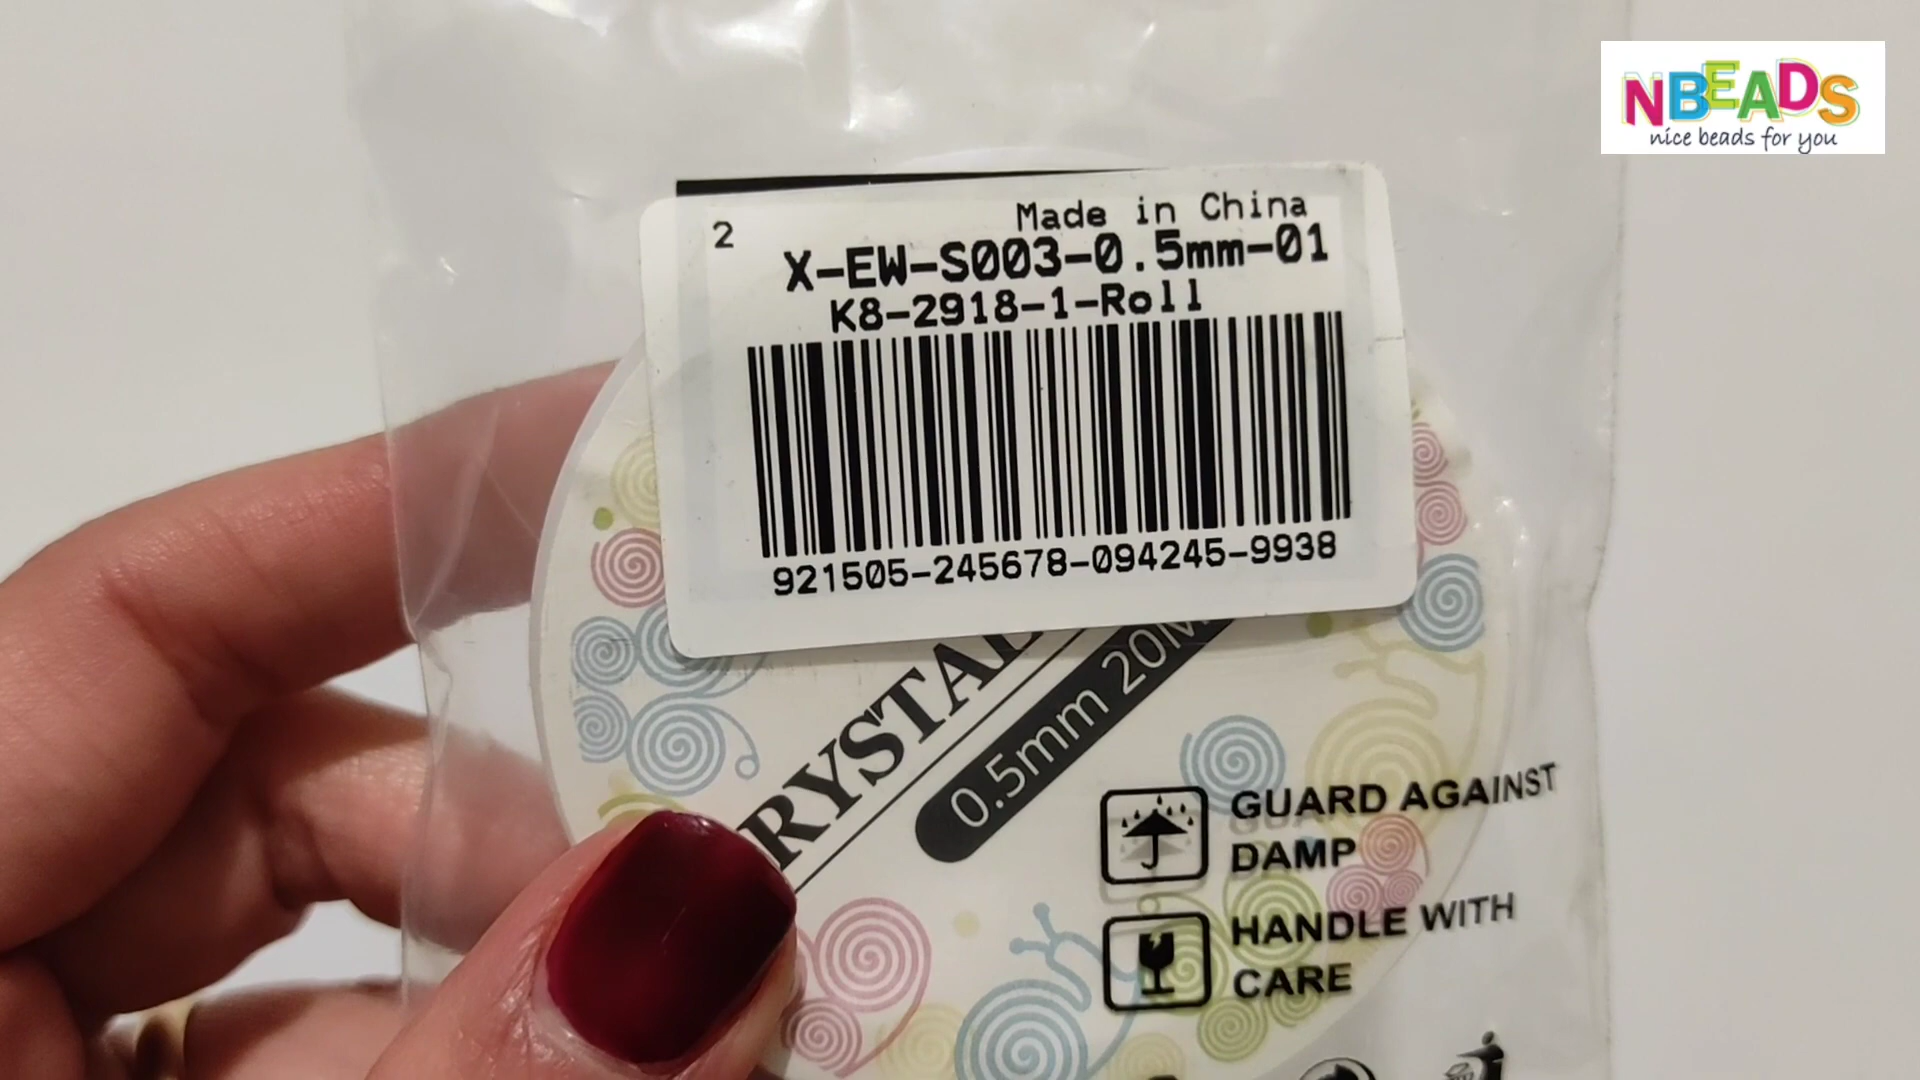 NBEADS
nice beads for you
2
Made in China
X-EW-S003-0.5mm-01
K8-2918-1-Roll
921505-245678-094245-9938
RYSTAL
0.5mm 20M
GUARD AGAINST
DAMP
HANDLE WITH
CARE